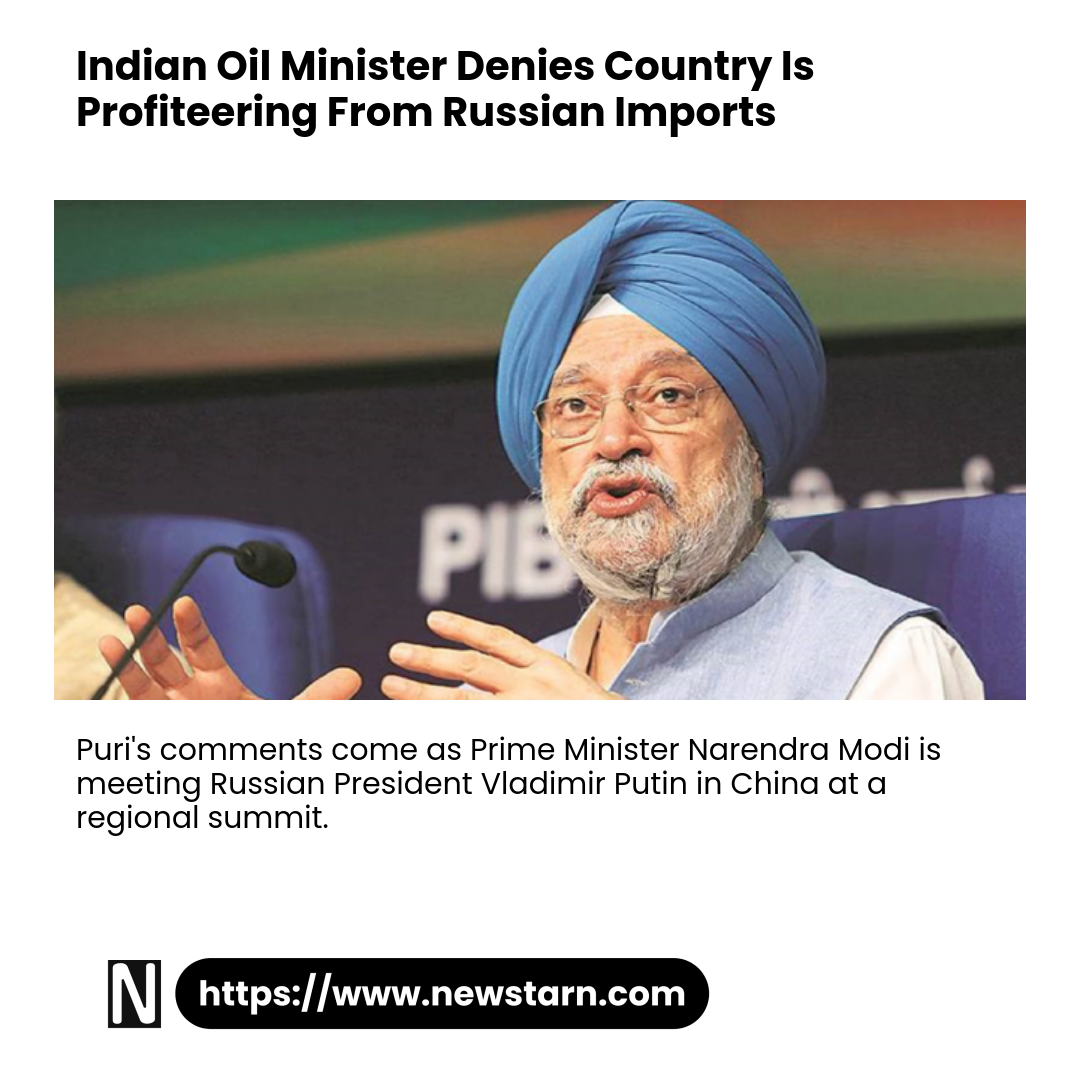 Indian Oil Minister Denies Country Is
Profiteering From Russian Imports
PIB
Puri's comments come as Prime Minister Narendra Modi is
meeting Russian President Vladimir Putin in China at a
regional summit.
N
https://www.newstarn.com